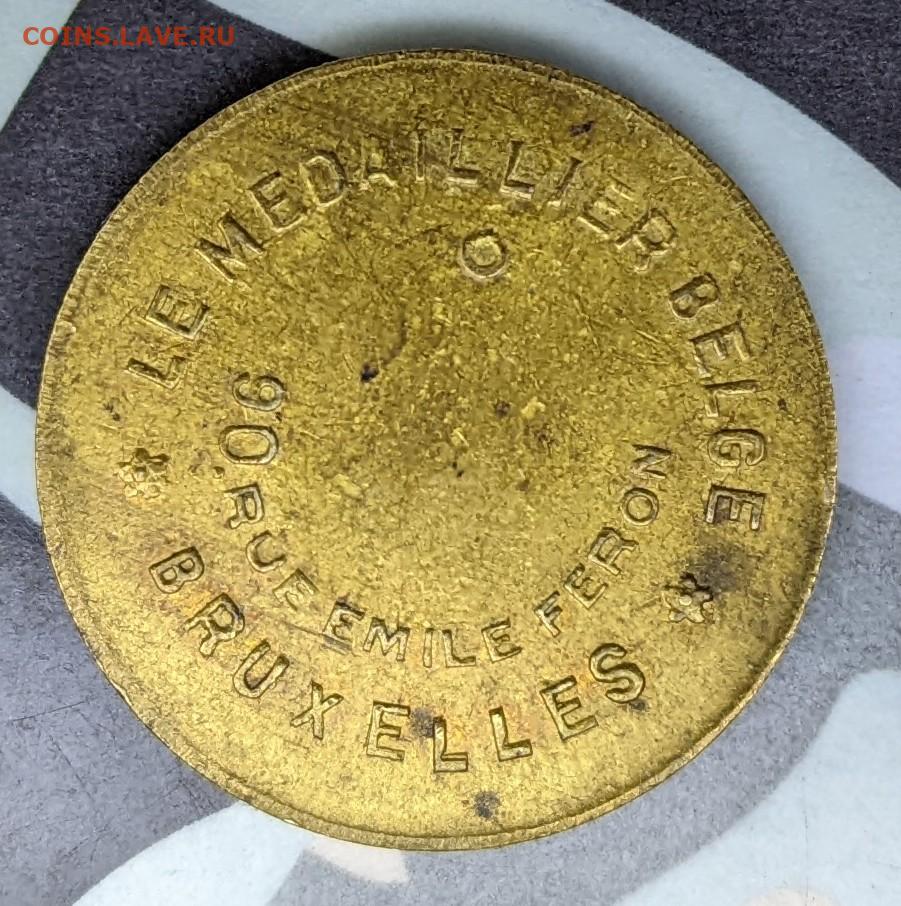 COINS.LAVE.RU
LE MEDAILLIER BELGE
90 RUE EMILE FERON
BRUXELLES